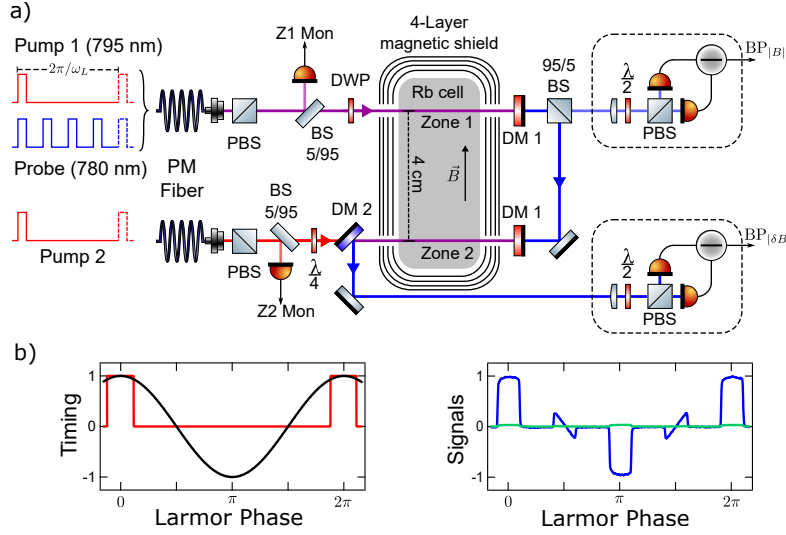 a)
Pump 1 (795 nm)
2π/ω_L
Probe (780 nm)
PM
Fiber
Pump 2
PBS
Z1 Mon
BS
5/95
DWP
4-Layer
magnetic shield
Rb cell
Zone 1
4 cm
B⃗
Zone 2
DM 1
95/5
BS
λ/2
PBS
BP|B|
PBS
BS
5/95
Z2 Mon
λ/4
DM 2
DM 1
λ/2
PBS
BP|δB
b)
Timing
1
0
-1
0
π
2π
Larmor Phase
Signals
1
0
-1
0
π
2π
Larmor Phase